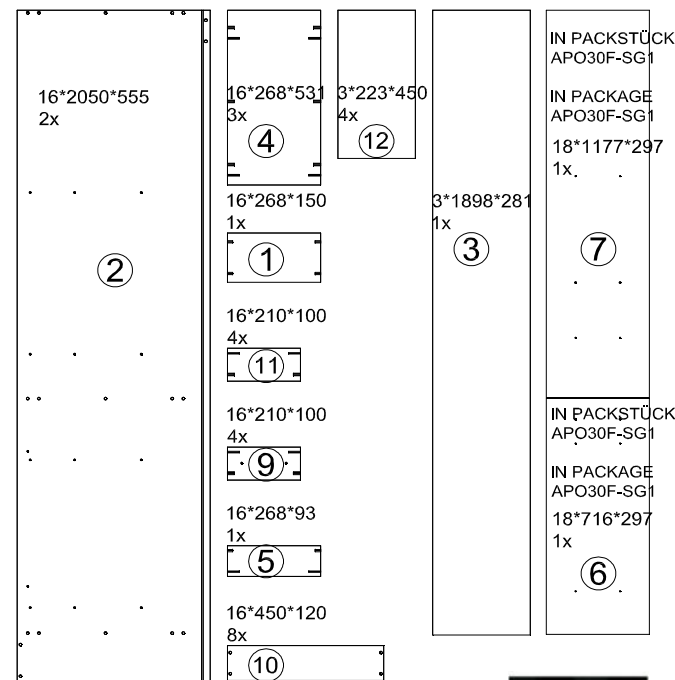 16*2050*555
2x
2
16*268*531
3x
4
3*223*450
4x
12
16*268*150
1x
1
16*210*100
4x
11
16*210*100
4x
9
16*268*93
1x
5
16*450*120
8x
10
3*1898*281
1x
3
IN PACKSTÜCK
APO30F-SG1
IN PACKAGE
APO30F-SG1
18*1177*297
1x
7
IN PACKSTÜCK
APO30F-SG1
IN PACKAGE
APO30F-SG1
18*716*297
1x
6